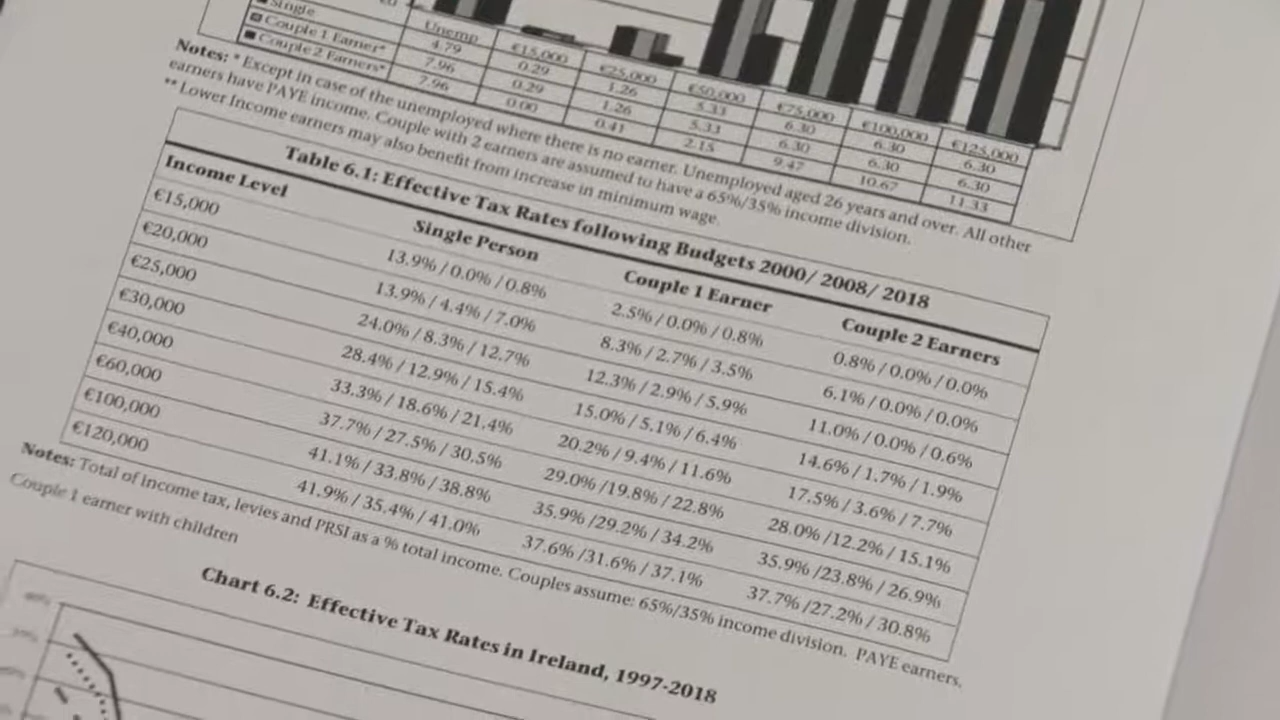 Single
€0
Unemp €15,000 €25,000 €50,000 €75,000 €100,000 €125,000
Single 4.79 0.29 1.26 5.33 6.30 6.30 6.30
Couple 1 Earner* 7.96 0.29 1.26 5.33 6.30 6.30 6.30
Couple 2 Earners* 7.96 0.00 0.41 2.15 9.47 10.67 11.33
Notes: * Except in case of the unemployed where there is no earner. Unemployed aged 26 years and over. All other
earners have PAYE income. Couple with 2 earners are assumed to have a 65%/35% income division.
** Lower Income earners may also benefit from increase in minimum wage.
Table 6.1: Effective Tax Rates following Budgets 2000/ 2008/ 2018
Income Level Single Person Couple 1 Earner Couple 2 Earners
€15,000 13.9% / 0.0% / 0.8% 2.5% / 0.0% / 0.8% 0.8% / 0.0% / 0.0%
€20,000 13.9% / 4.4% / 7.0% 8.3% / 2.7% / 3.5% 6.1% / 0.0% / 0.0%
€25,000 24.0% / 8.3% / 12.7% 12.3% / 2.9% / 5.9% 11.0% / 0.0% / 0.6%
€30,000 28.4% / 12.9% / 15.4% 15.0% / 5.1% / 6.4% 14.6% / 1.7% / 1.9%
€40,000 33.3% / 18.6% / 21.4% 20.2% / 9.4% / 11.6% 17.5% / 3.6% / 7.7%
€60,000 37.7% / 27.5% / 30.5% 29.0% /19.8% / 22.8% 28.0% /12.2% / 15.1%
€100,000 41.1% / 33.8% / 38.8% 35.9% /29.2% / 34.2% 35.9% /23.8% / 26.9%
€120,000 41.9% / 35.4% / 41.0% 37.6% /31.6% / 37.1% 37.7% /27.2% / 30.8%
Notes: Total of income tax, levies and PRSI as a % total income. Couples assume: 65%/35% income division. PAYE earners.
Couple 1 earner with children
Chart 6.2: Effective Tax Rates in Ireland, 1997-2018